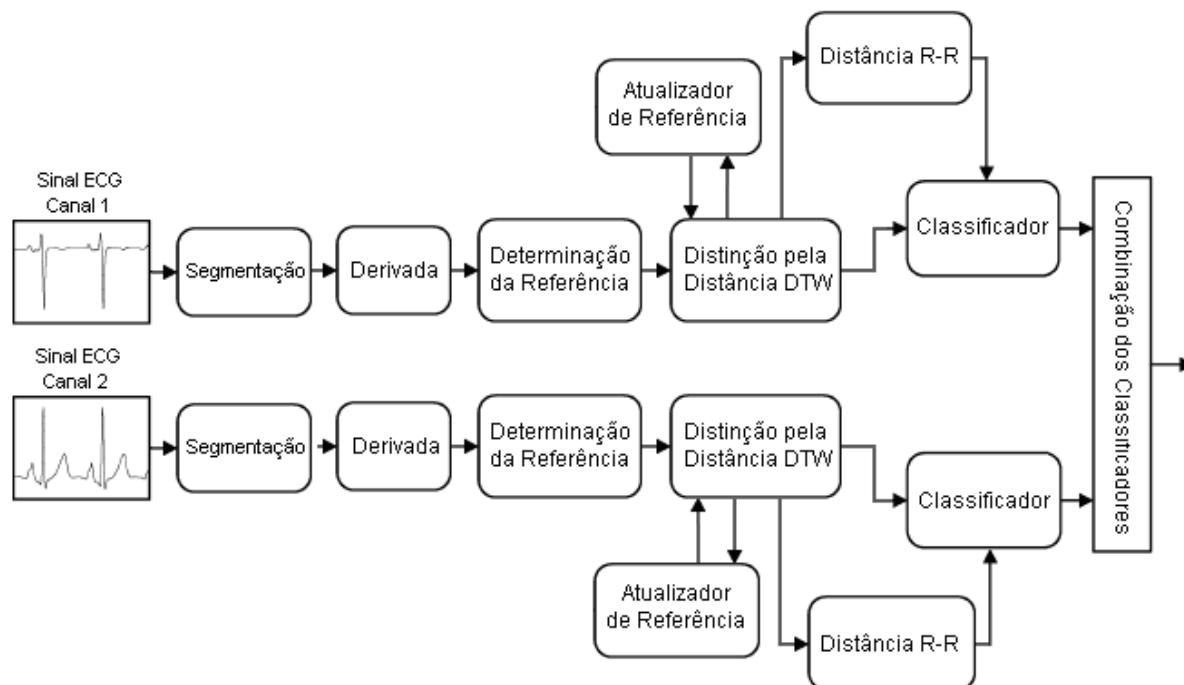 Distância R-R
Atualizador
de Referência
Sinal ECG
Canal 1
Segmentação
Derivada
Determinação
da Referência
Distinção pela
Distância DTW
Classificador
Combinação dos Classificadores
Sinal ECG
Canal 2
Segmentação
Derivada
Determinação
da Referência
Distinção pela
Distância DTW
Classificador
Atualizador
de Referência
Distância R-R